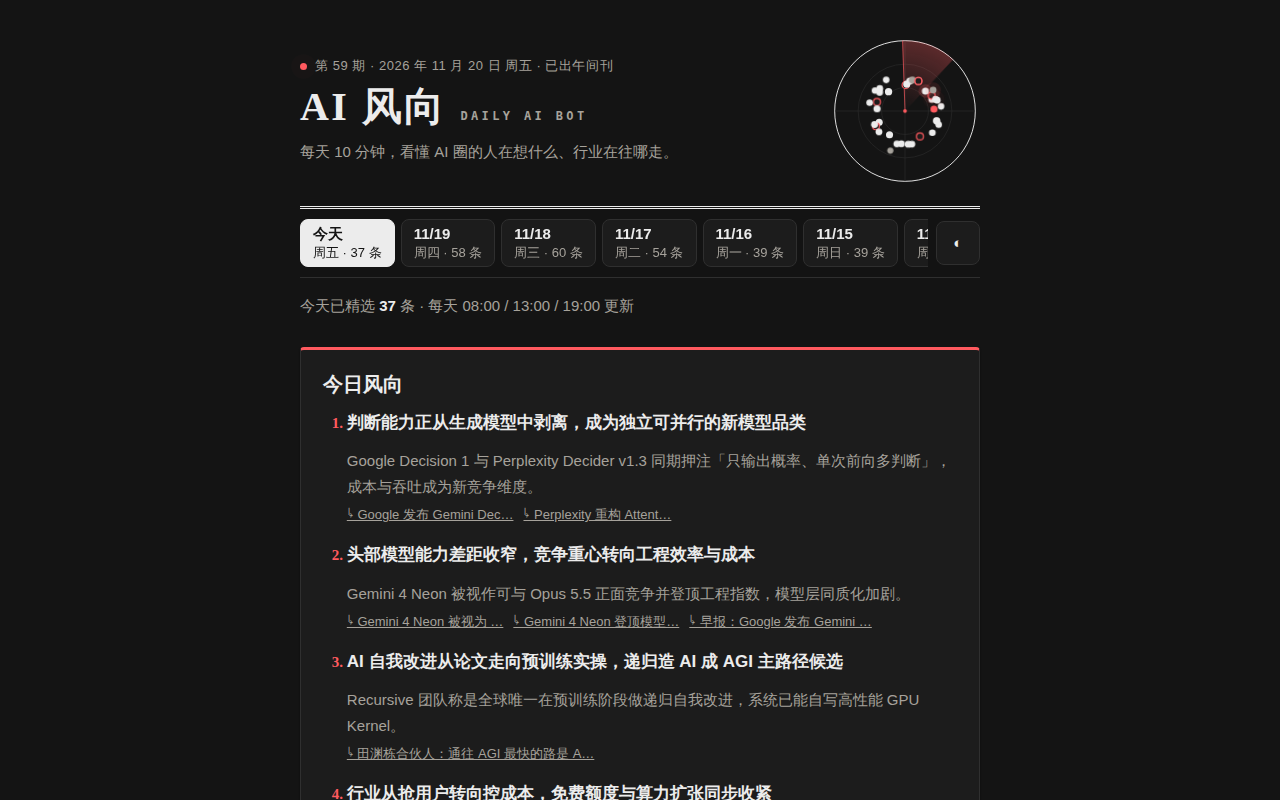 第 59 期 · 2026 年 11 月 20 日 周五 · 已出午间刊
AI 风向 DAILY AI BOT
每天 10 分钟，看懂 AI 圈的人在想什么、行业在往哪走。
今天 11/19 11/18 11/17 11/16 11/15 11
周五 · 37 条 周四 · 58 条 周三 · 60 条 周二 · 54 条 周一 · 39 条 周日 · 39 条 周
今天已精选 37 条 · 每天 08:00 / 13:00 / 19:00 更新
今日风向
1. 判断能力正从生成模型中剥离，成为独立可并行的新模型品类
Google Decision 1 与 Perplexity Decider v1.3 同期押注「只输出概率、单次前向多判断」，
成本与吞吐成为新竞争维度。
↳ Google 发布 Gemini Dec… ↳ Perplexity 重构 Attent…
2. 头部模型能力差距收窄，竞争重心转向工程效率与成本
Gemini 4 Neon 被视作可与 Opus 5.5 正面竞争并登顶工程指数，模型层同质化加剧。
↳ Gemini 4 Neon 被视为 … ↳ Gemini 4 Neon 登顶模型… ↳ 早报：Google 发布 Gemini …
3. AI 自我改进从论文走向预训练实操，递归造 AI 成 AGI 主路径候选
Recursive 团队称是全球唯一在预训练阶段做递归自我改进，系统已能自写高性能 GPU
Kernel。
↳ 田渊栋合伙人：通往 AGI 最快的路是 A…
4. 行业从抢用户转向控成本，免费额度与算力扩张同步收紧